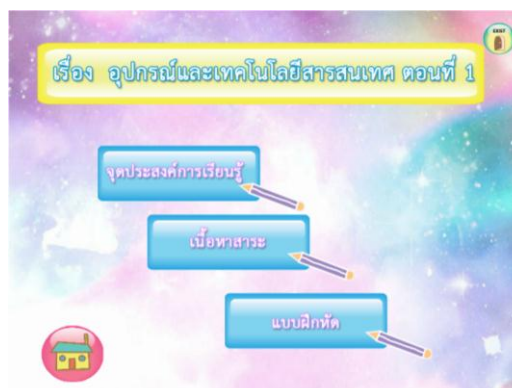 EXIT
เรื่อง อุปกรณ์และเทคโนโลยีสารสนเทศ ตอนที่ 1
จุดประสงค์การเรียนรู้
เนื้อหาสาระ
แบบฝึกหัด